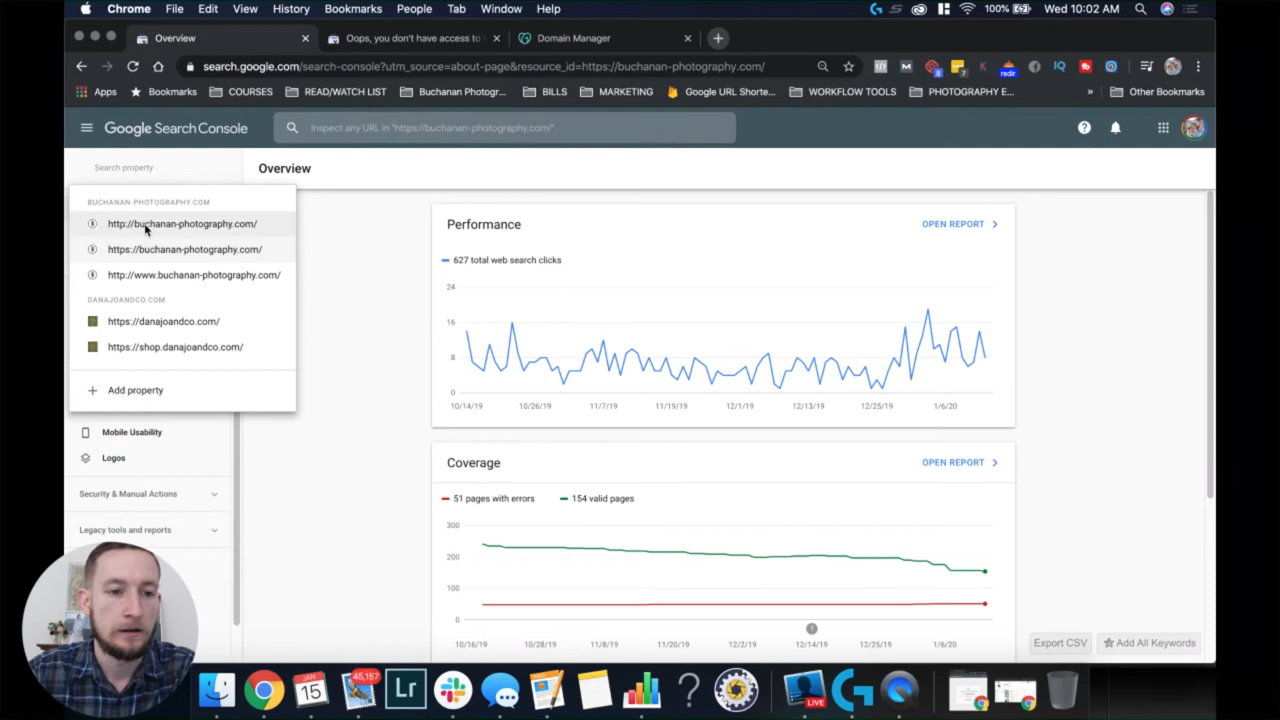 Chrome File Edit View History Bookmarks People Tab Window Help 100% Wed 10:02 AM
Overview Oops, you don't have access to Domain Manager
search.google.com/search-console?utm_source=about-page&resource_id=https://buchanan-photography.com/
Apps Bookmarks COURSES READ/WATCH LIST Buchanan Photogr... BILLS MARKETING Google URL Shorte... WORKFLOW TOOLS PHOTOGRAPHY E... » Other Bookmarks
Google Search Console Inspect any URL in "https://buchanan-photography.com/"
Search property
Overview
BUCHANAN-PHOTOGRAPHY.COM
http://buchanan-photography.com/
https://buchanan-photography.com/
http://www.buchanan-photography.com/
DANAJOANDCO.COM
https://danajoandco.com/
https://shop.danajoandco.com/
Add property
Mobile Usability
Logos
Security & Manual Actions
Legacy tools and reports
Performance OPEN REPORT
627 total web search clicks
24
16
8
0
10/14/19 10/26/19 11/7/19 11/19/19 12/1/19 12/13/19 12/25/19 1/6/20
Coverage OPEN REPORT
51 pages with errors 154 valid pages
300
200
100
0
10/16/19 10/28/19 11/8/19 11/20/19 12/2/19 12/14/19 12/25/19 1/6/20
Export CSV Add All Keywords
JAN
15
45,157
Lr
LIVE